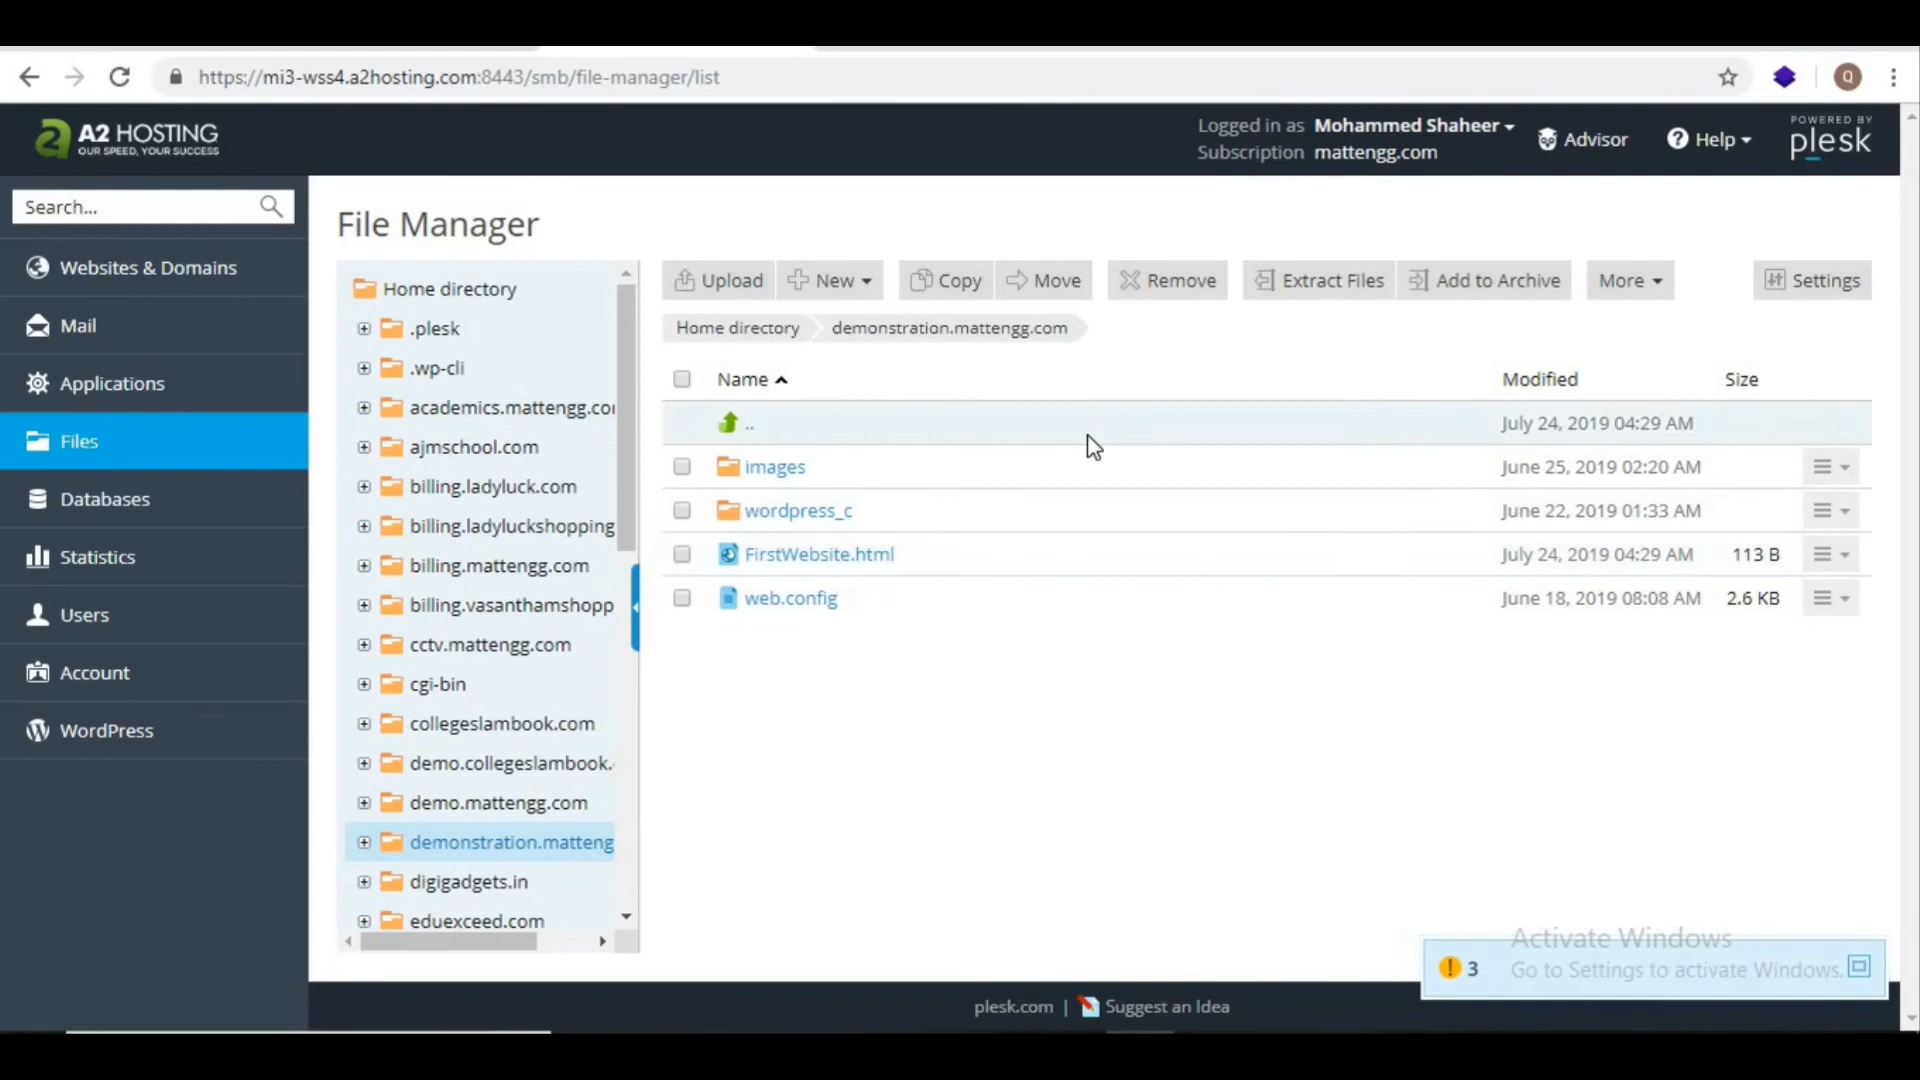 https://mi3-wss4.a2hosting.com:8443/smb/file-manager/list
Q
2 A2 HOSTING
OUR SPEED, YOUR SUCCESS
Logged in as Mohammed Shaheer
Subscription mattengg.com
Advisor
? Help
POWERED BY
plesk
Search...
Websites & Domains
Mail
Applications
Files
Databases
Statistics
Users
Account
WordPress
File Manager
Home directory
.plesk
.wp-cli
academics.mattengg.co
ajmschool.com
billing.ladyluck.com
billing.ladyluckshopping
billing.mattengg.com
billing.vasanthamshopp
cctv.mattengg.com
cgi-bin
collegeslambook.com
demo.collegeslambook.
demo.mattengg.com
demonstration.matteng
digigadgets.in
eduexceed.com
Upload New Copy Move Remove Extract Files Add to Archive More Settings
Home directory demonstration.mattengg.com
Name Modified Size
.. July 24, 2019 04:29 AM
images June 25, 2019 02:20 AM
wordpress_c June 22, 2019 01:33 AM
FirstWebsite.html July 24, 2019 04:29 AM 113 B
web.config June 18, 2019 08:08 AM 2.6 KB
Activate Windows
! 3 Go to Settings to activate Windows.
plesk.com | Suggest an Idea